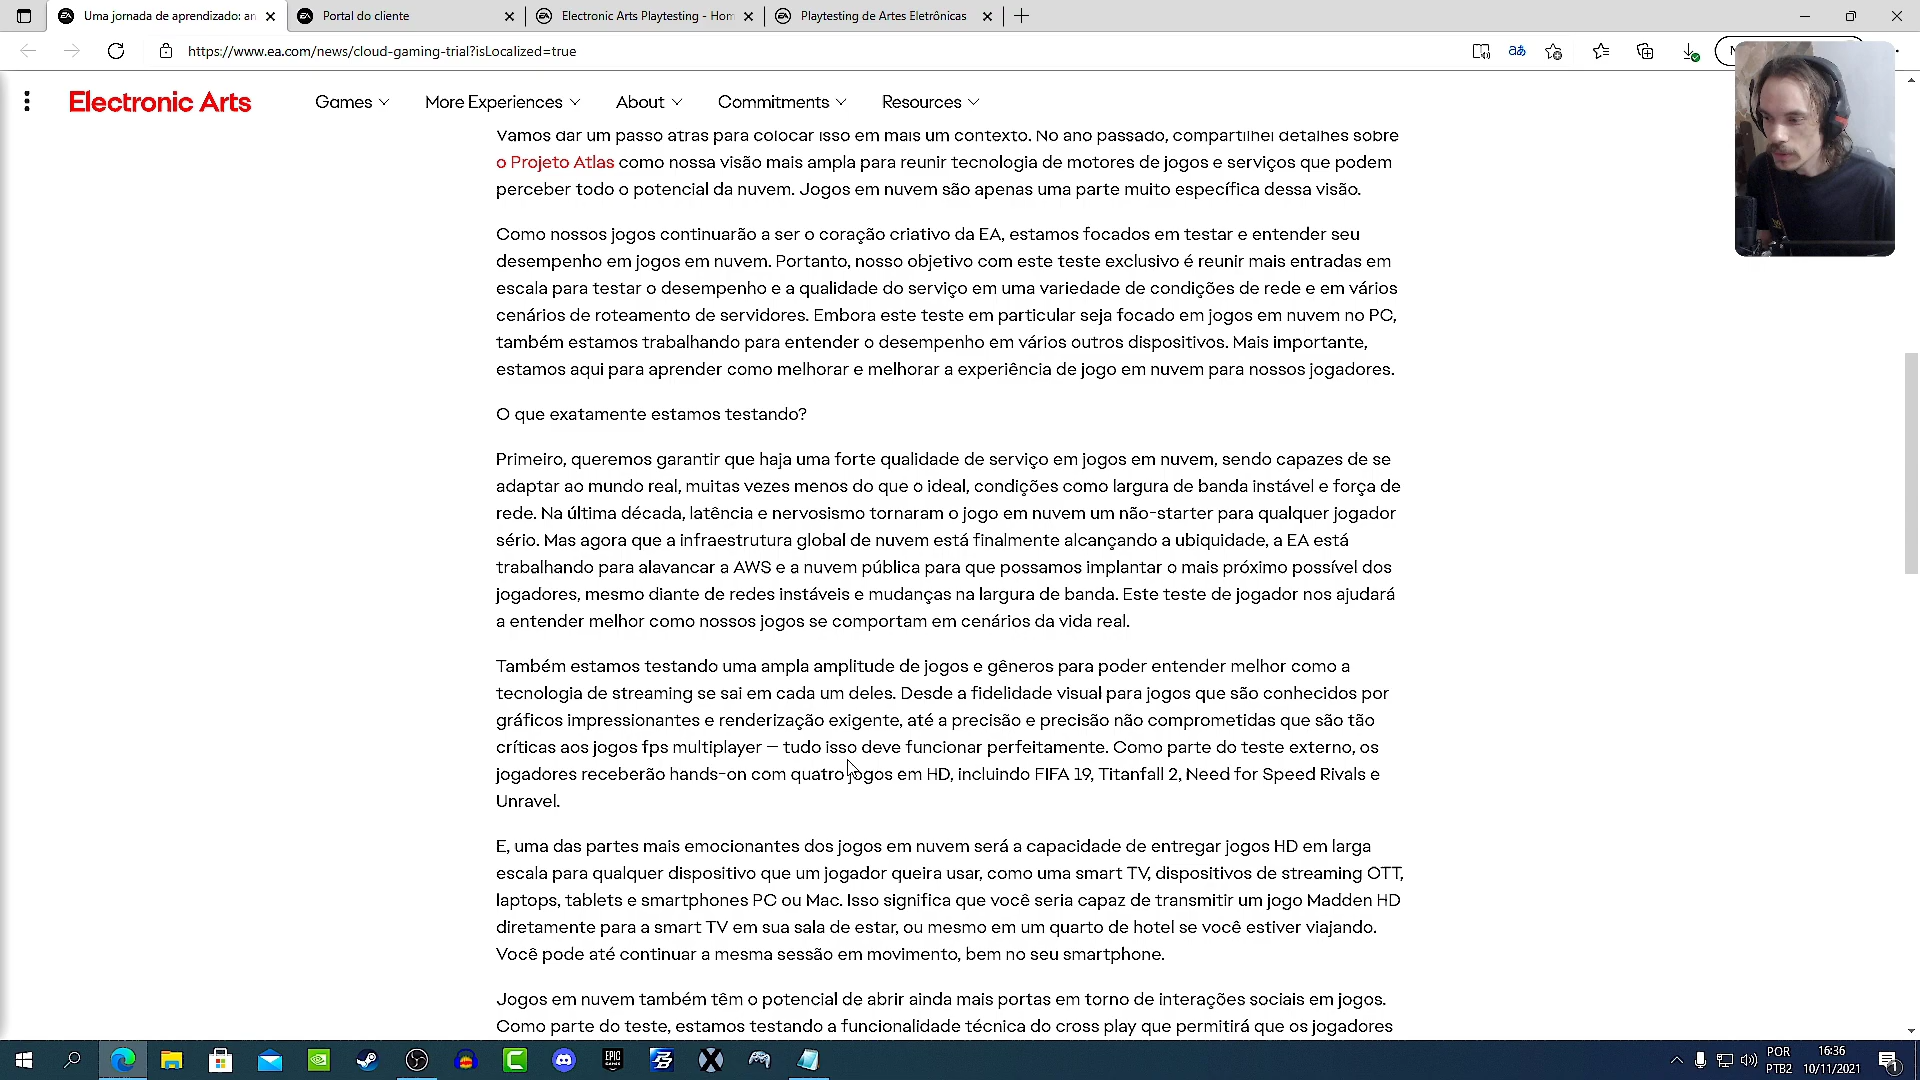 Uma jornada de aprendizado: an
Portal do cliente
Electronic Arts Playtesting - Hom
Playtesting de Artes Eletrônicas
https://www.ea.com/news/cloud-gaming-trial?isLocalized=true
Electronic Arts
Games
More Experiences
About
Commitments
Resources
Vamos dar um passo atrás para colocar isso em mais um contexto. No ano passado, compartilhei detalhes sobre
o Projeto Atlas como nossa visão mais ampla para reunir tecnologia de motores de jogos e serviços que podem
perceber todo o potencial da nuvem. Jogos em nuvem são apenas uma parte muito específica dessa visão.
Como nossos jogos continuarão a ser o coração criativo da EA, estamos focados em testar e entender seu
desempenho em jogos em nuvem. Portanto, nosso objetivo com este teste exclusivo é reunir mais entradas em
escala para testar o desempenho e a qualidade do serviço em uma variedade de condições de rede e em vários
cenários de roteamento de servidores. Embora este teste em particular seja focado em jogos em nuvem no PC,
também estamos trabalhando para entender o desempenho em vários outros dispositivos. Mais importante,
estamos aqui para aprender como melhorar e melhorar a experiência de jogo em nuvem para nossos jogadores.
O que exatamente estamos testando?
Primeiro, queremos garantir que haja uma forte qualidade de serviço em jogos em nuvem, sendo capazes de se
adaptar ao mundo real, muitas vezes menos do que o ideal, condições como largura de banda instável e força de
rede. Na última década, latência e nervosismo tornaram o jogo em nuvem um não-starter para qualquer jogador
sério. Mas agora que a infraestrutura global de nuvem está finalmente alcançando a ubiquidade, a EA está
trabalhando para alavancar a AWS e a nuvem pública para que possamos implantar o mais próximo possível dos
jogadores, mesmo diante de redes instáveis e mudanças na largura de banda. Este teste de jogador nos ajudará
a entender melhor como nossos jogos se comportam em cenários da vida real.
Também estamos testando uma ampla amplitude de jogos e gêneros para poder entender melhor como a
tecnologia de streaming se sai em cada um deles. Desde a fidelidade visual para jogos que são conhecidos por
gráficos impressionantes e renderização exigente, até a precisão e precisão não comprometidas que são tão
críticas aos jogos fps multiplayer – tudo isso deve funcionar perfeitamente. Como parte do teste externo, os
jogadores receberão hands-on com quatro jogos em HD, incluindo FIFA 19, Titanfall 2, Need for Speed Rivals e
Unravel.
E, uma das partes mais emocionantes dos jogos em nuvem será a capacidade de entregar jogos HD em larga
escala para qualquer dispositivo que um jogador queira usar, como uma smart TV, dispositivos de streaming OTT,
laptops, tablets e smartphones PC ou Mac. Isso significa que você seria capaz de transmitir um jogo Madden HD
diretamente para a smart TV em sua sala de estar, ou mesmo em um quarto de hotel se você estiver viajando.
Você pode até continuar a mesma sessão em movimento, bem no seu smartphone.
Jogos em nuvem também têm o potencial de abrir ainda mais portas em torno de interações sociais em jogos.
Como parte do teste, estamos testando a funcionalidade técnica do cross play que permitirá que os jogadores
EPIC
POR
PTB2
16:36
10/11/2021
1